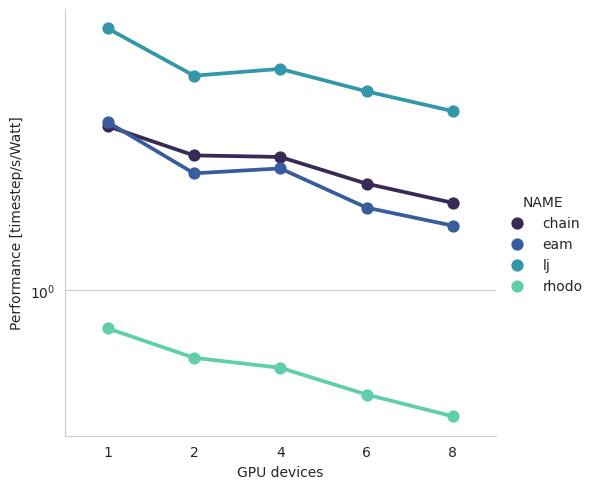 Performance [timestep/s/Watt]
10⁰
1 2 4 6 8
GPU devices
NAME
chain
eam
lj
rhodo